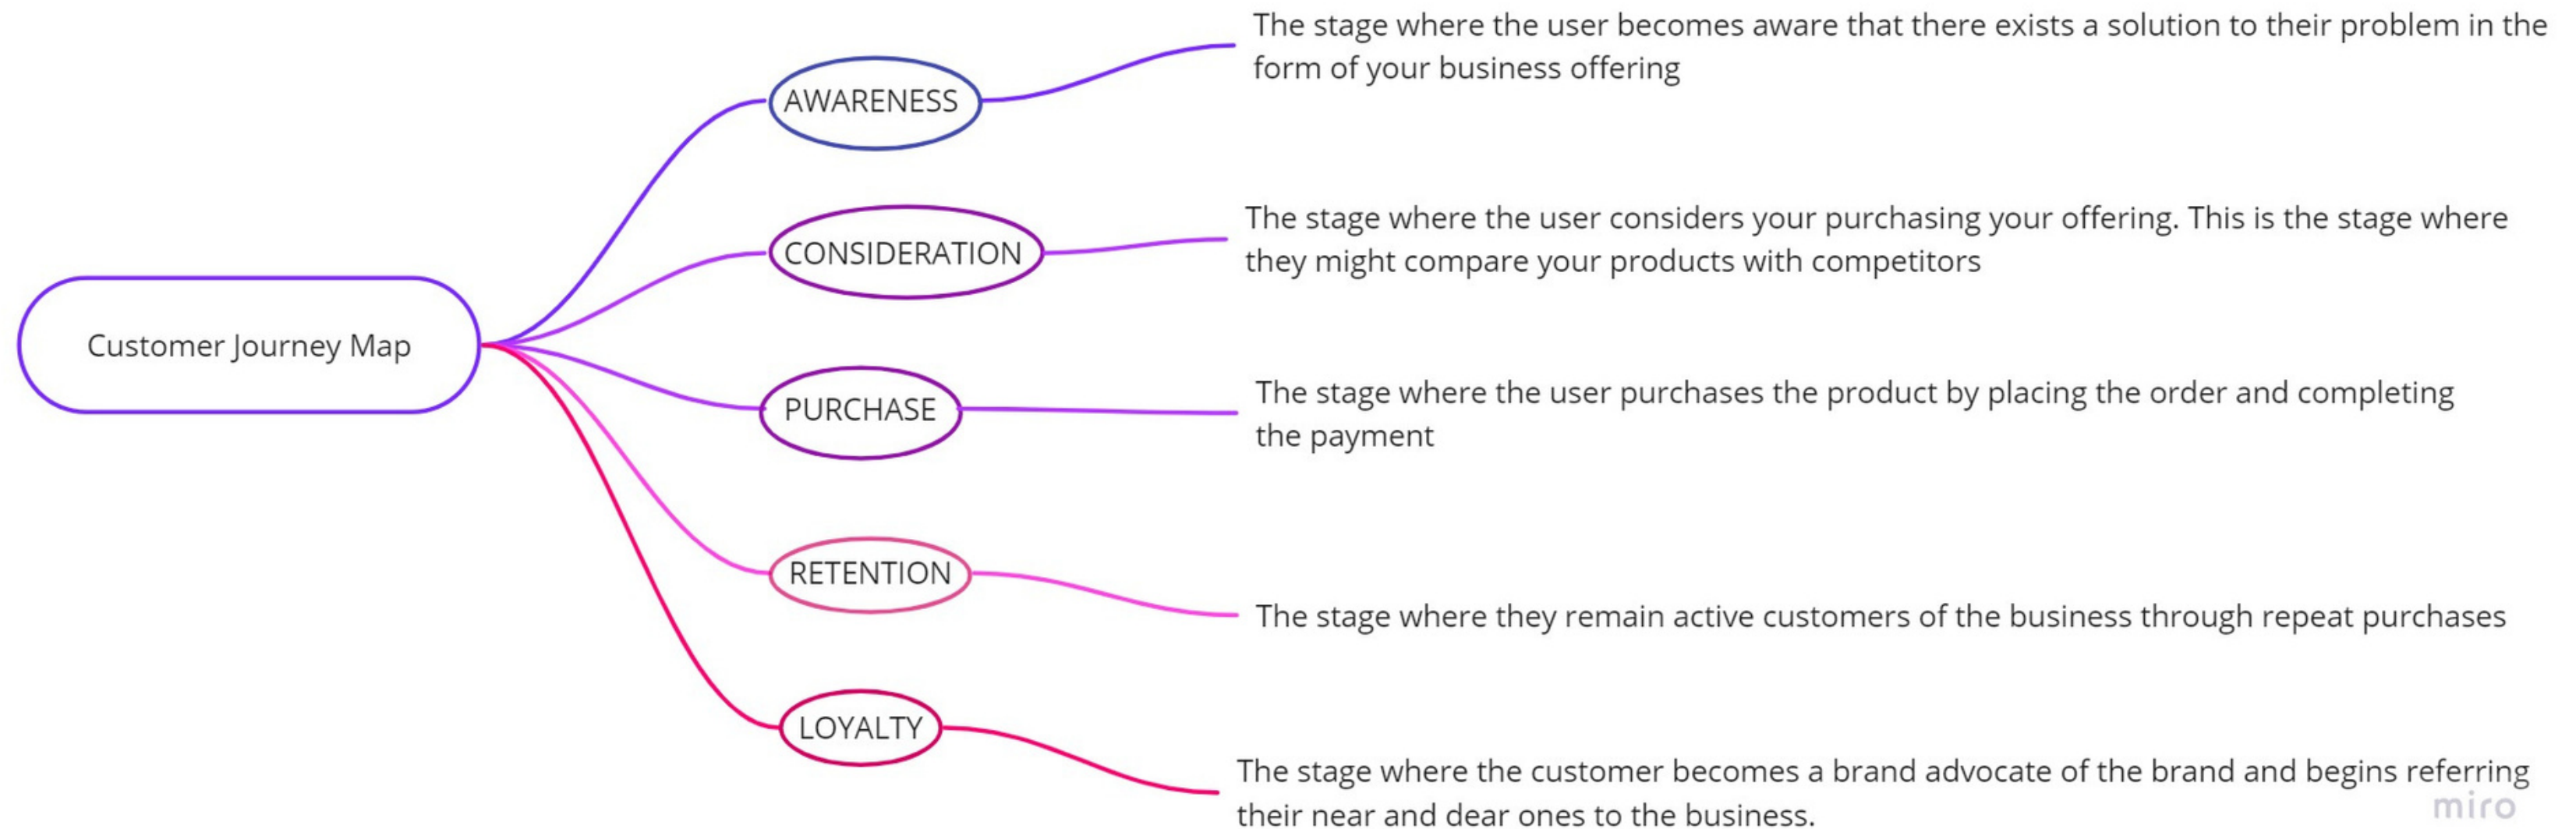 Customer Journey Map
AWARENESS
The stage where the user becomes aware that there exists a solution to their problem in the
form of your business offering
CONSIDERATION
The stage where the user considers your purchasing your offering. This is the stage where
they might compare your products with competitors
PURCHASE
The stage where the user purchases the product by placing the order and completing
the payment
RETENTION
The stage where they remain active customers of the business through repeat purchases
LOYALTY
The stage where the customer becomes a brand advocate of the brand and begins referring
their near and dear ones to the business.
miro